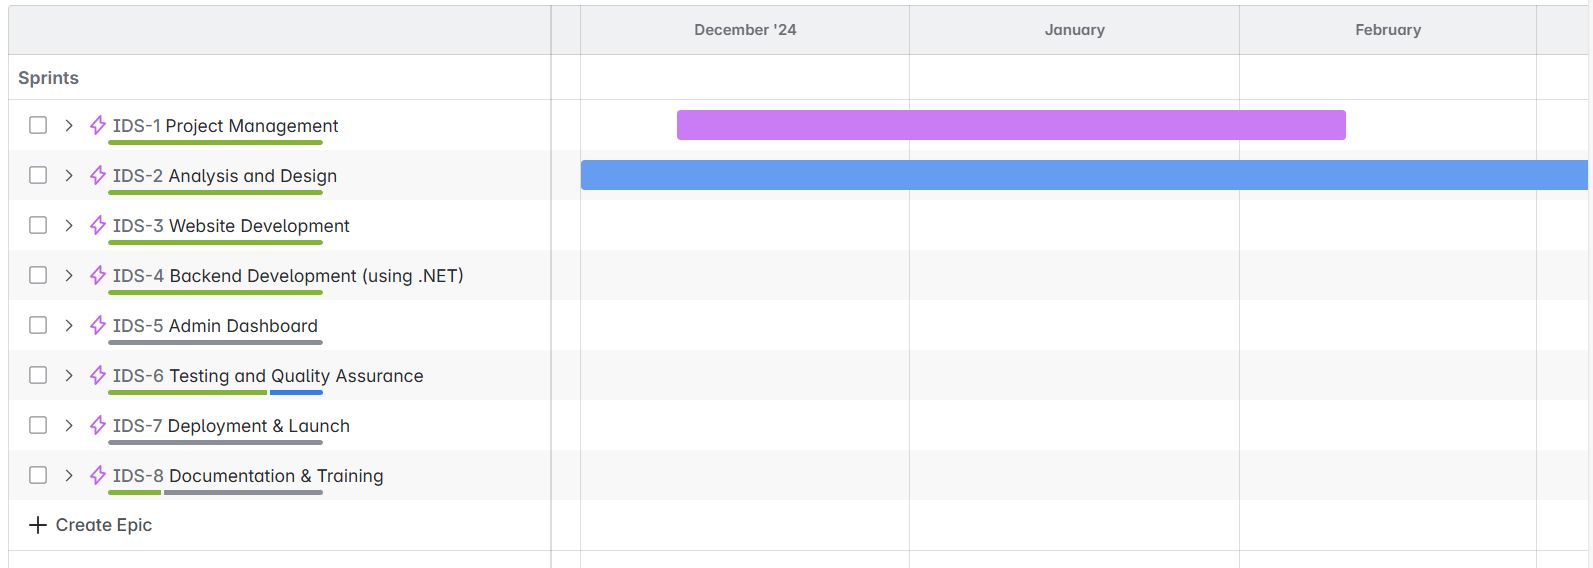 December '24 January February
Sprints
IDS-1 Project Management
IDS-2 Analysis and Design
IDS-3 Website Development
IDS-4 Backend Development (using .NET)
IDS-5 Admin Dashboard
IDS-6 Testing and Quality Assurance
IDS-7 Deployment & Launch
IDS-8 Documentation & Training
Create Epic